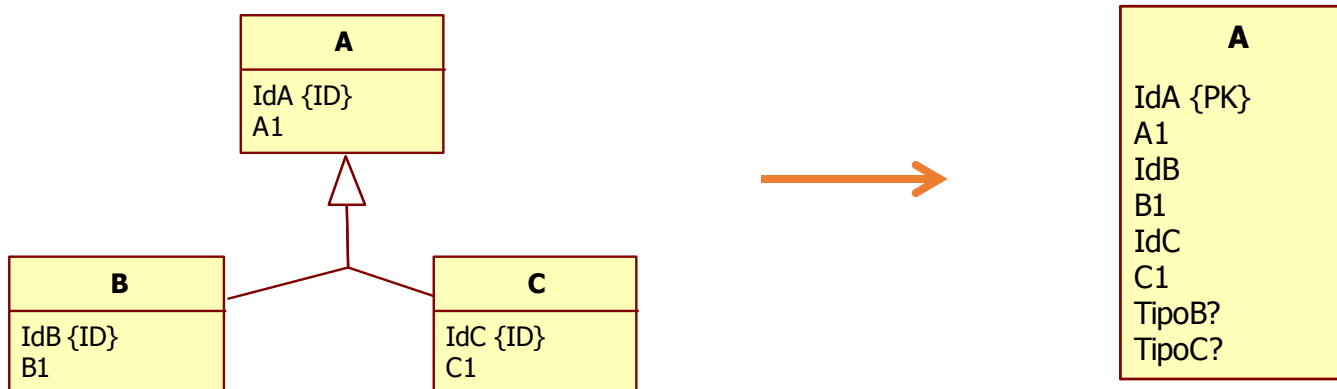 A
IdA {ID}
A1
B
IdB {ID}
B1
C
IdC {ID}
C1
A
IdA {PK}
A1
IdB
B1
IdC
C1
TipoB?
TipoC?